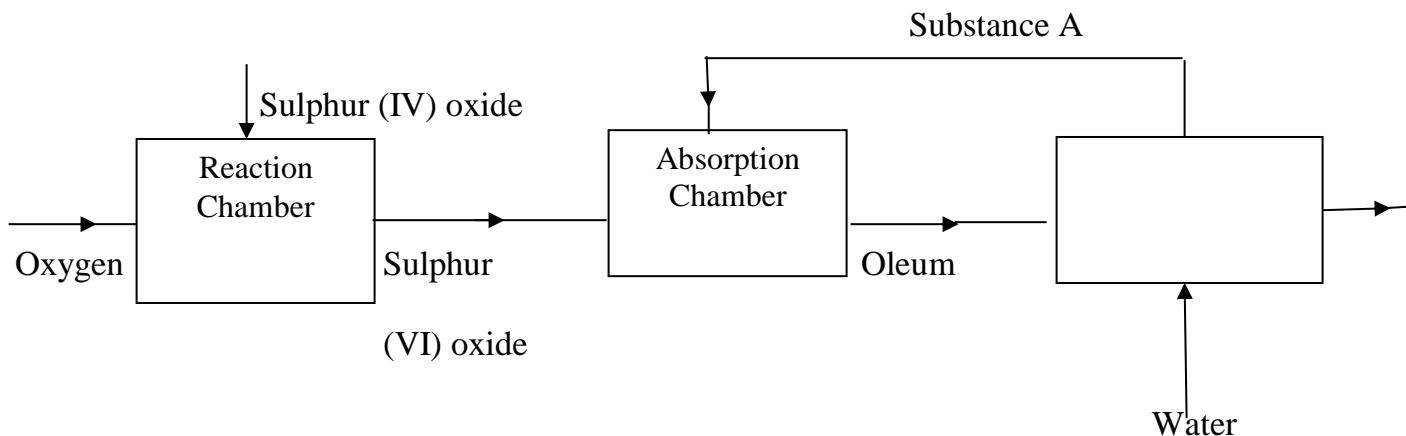 Substance A
Sulphur (IV) oxide
Reaction
Chamber
Absorption
Chamber
Oxygen
Sulphur
(VI) oxide
Oleum
Water